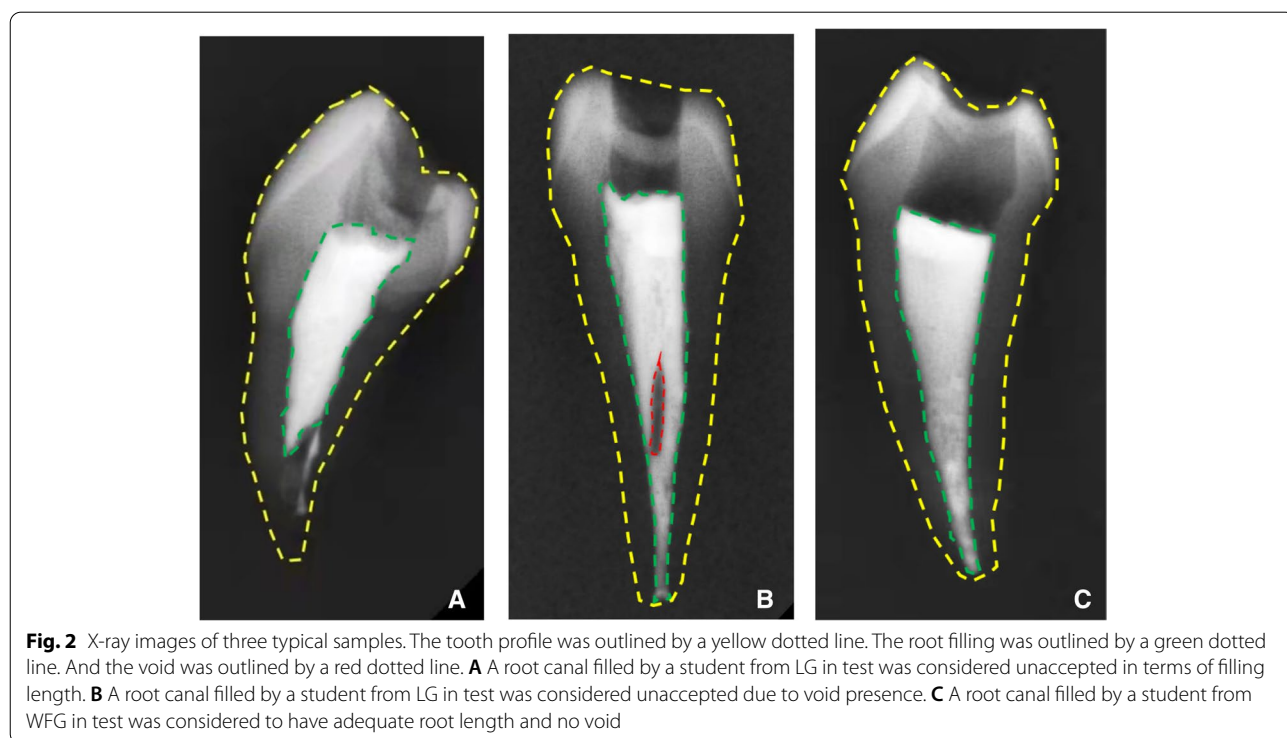 A
B
C
Fig. 2 X-ray images of three typical samples. The tooth profile was outlined by a yellow dotted line. The root filling was outlined by a green dotted
line. And the void was outlined by a red dotted line. A A root canal filled by a student from LG in test was considered unaccepted in terms of filling
length. B A root canal filled by a student from LG in test was considered unaccepted due to void presence. C A root canal filled by a student from
WFG in test was considered to have adequate root length and no void